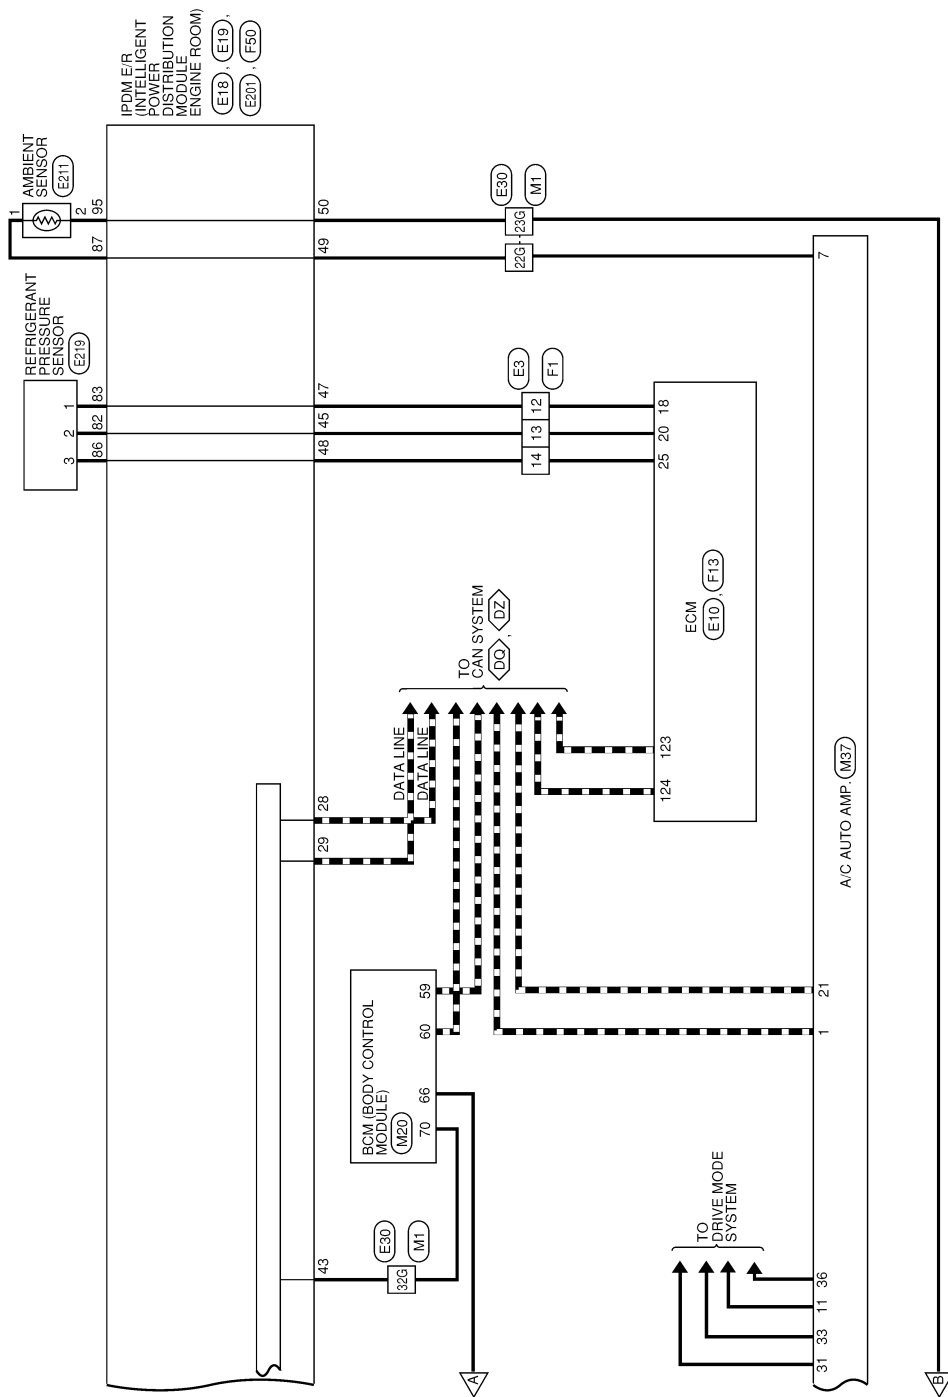 IPDM E/R
(INTELLIGENT
POWER
DISTRIBUTION
MODULE
ENGINE ROOM)
E18 , E19 ,
E201 , F50
AMBIENT
SENSOR
E211
1
2
95
87
50
49
E30
M1
23G
22G
7
REFRIGERANT
PRESSURE
SENSOR
E219
1
2
3
83
82
86
47
45
48
E3
F1
12
13
14
18
20
25
ECM
E10 , F13
TO
CAN SYSTEM
DQ , DZ
DATA LINE
DATA LINE
123
124
28
29
A/C AUTO AMP. M37
BCM (BODY CONTROL
MODULE)
M20
59
60
66
70
21
1
43
E30
M1
32G
TO
DRIVE MODE
SYSTEM
36
11
33
31
A
B